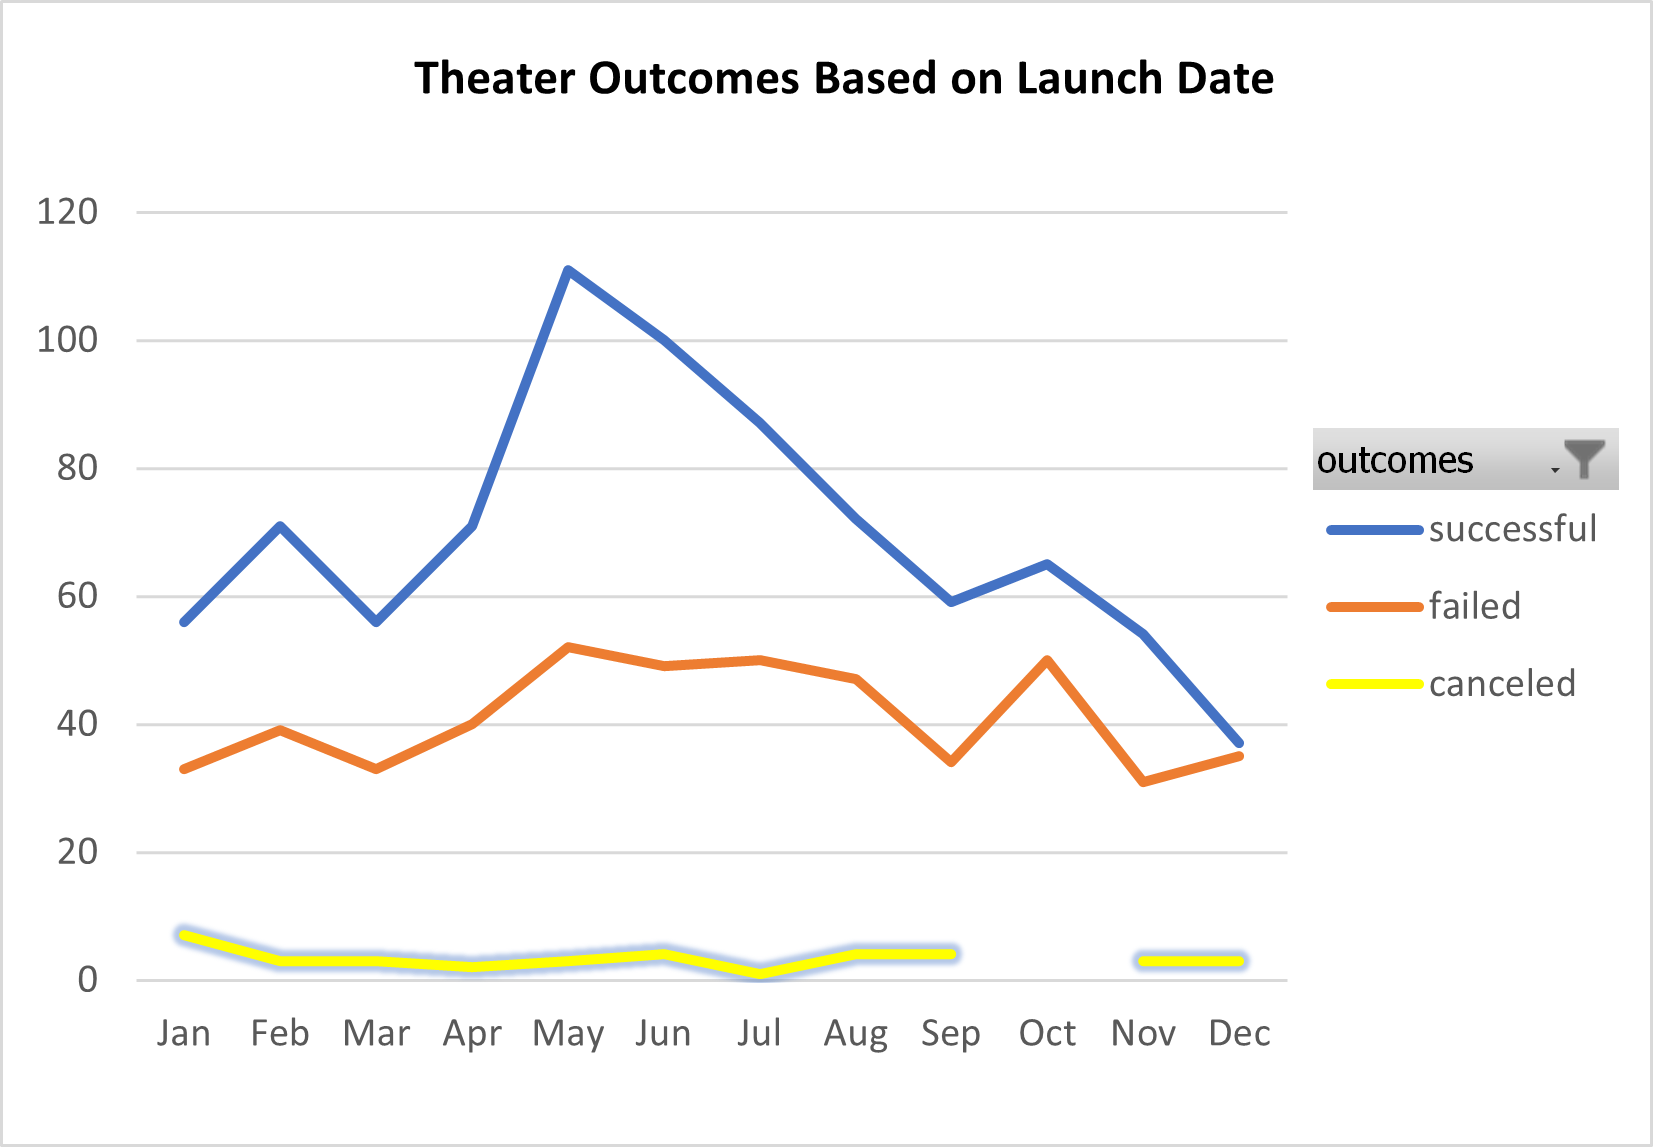 Theater Outcomes Based on Launch Date
120
100
80
60
40
20
0
Jan Feb Mar Apr May Jun Jul Aug Sep Oct Nov Dec
outcomes
successful
failed
canceled